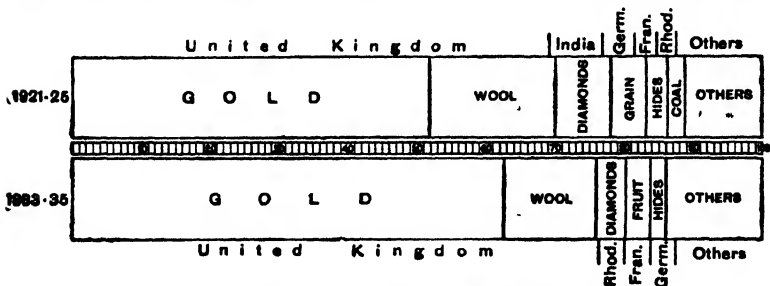 United Kingdom India Germ. Fran. Rhod. Others
1921-25 GOLD WOOL DIAMONDS GRAIN HIDES COAL OTHERS
10 20 30 40 50 60 70 80 90 100
1933-35 GOLD WOOL DIAMONDS FRUIT HIDES OTHERS
United Kingdom Rhod. Fran. Germ. Others